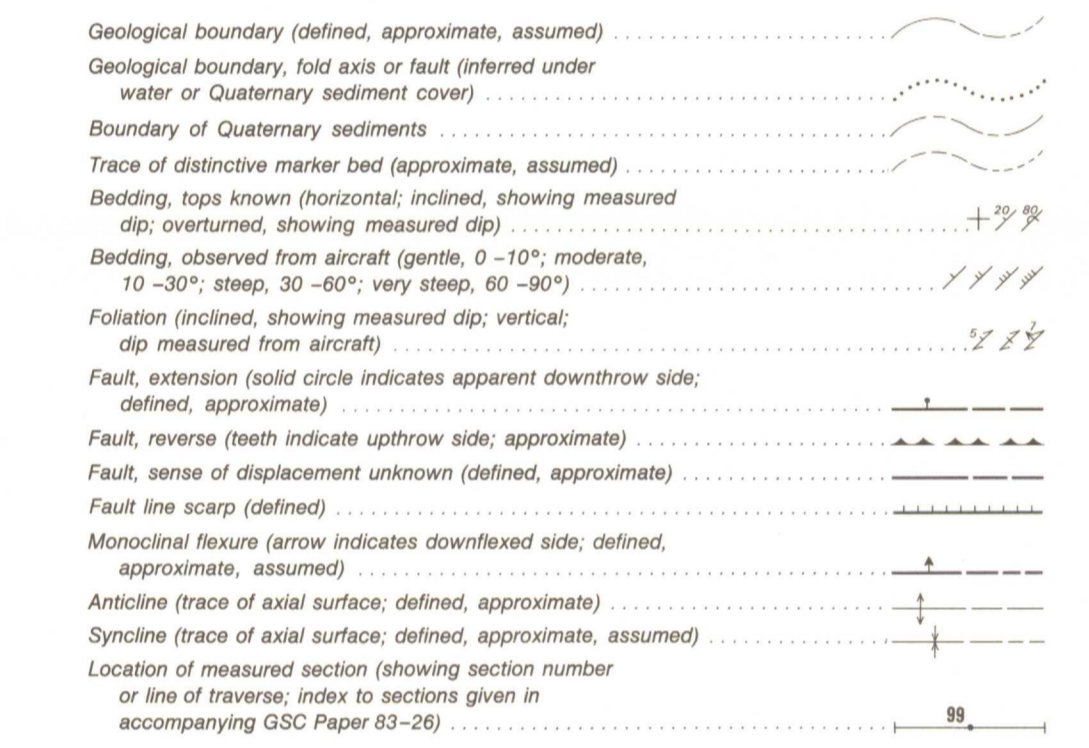 Geological boundary (defined, approximate, assumed)
Geological boundary, fold axis or fault (inferred under
water or Quaternary sediment cover)
Boundary of Quaternary sediments
Trace of distinctive marker bed (approximate, assumed)
Bedding, tops known (horizontal; inclined, showing measured
dip; overturned, showing measured dip) 20 80
Bedding, observed from aircraft (gentle, 0 –10°; moderate,
10 –30°; steep, 30 –60°; very steep, 60 –90°)
Foliation (inclined, showing measured dip; vertical;
dip measured from aircraft) 5 7
Fault, extension (solid circle indicates apparent downthrow side;
defined, approximate)
Fault, reverse (teeth indicate upthrow side; approximate)
Fault, sense of displacement unknown (defined, approximate)
Fault line scarp (defined)
Monoclinal flexure (arrow indicates downflexed side; defined,
approximate, assumed)
Anticline (trace of axial surface; defined, approximate)
Syncline (trace of axial surface; defined, approximate, assumed)
Location of measured section (showing section number
or line of traverse; index to sections given in
accompanying GSC Paper 83–26) 99